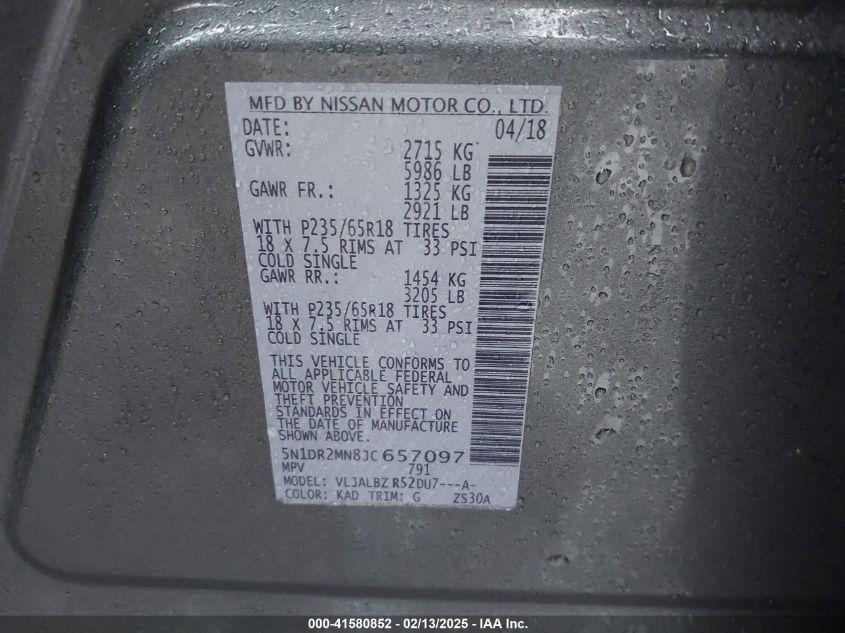 MFD BY NISSAN MOTOR CO., LTD.
DATE: 04/18
GVWR: 2715 KG
5986 LB
GAWR FR.: 1325 KG
2921 LB
WITH P235/65R18 TIRES
18 X 7.5 RIMS AT 33 PSI
COLD SINGLE
GAWR RR.: 1454 KG
3205 LB
WITH P235/65R18 TIRES
18 X 7.5 RIMS AT 33 PSI
COLD SINGLE
THIS VEHICLE CONFORMS TO
ALL APPLICABLE FEDERAL
MOTOR VEHICLE SAFETY AND
THEFT PREVENTION
STANDARDS IN EFFECT ON
THE DATE OF MANUFACTURE
SHOWN ABOVE.
5N1DR2MN8JC657097
MPV 791
MODEL: VLJALBZ R52DU7---A-
COLOR: KAD TRIM: G ZS30A
000-41580852 - 02/13/2025 - IAA Inc.